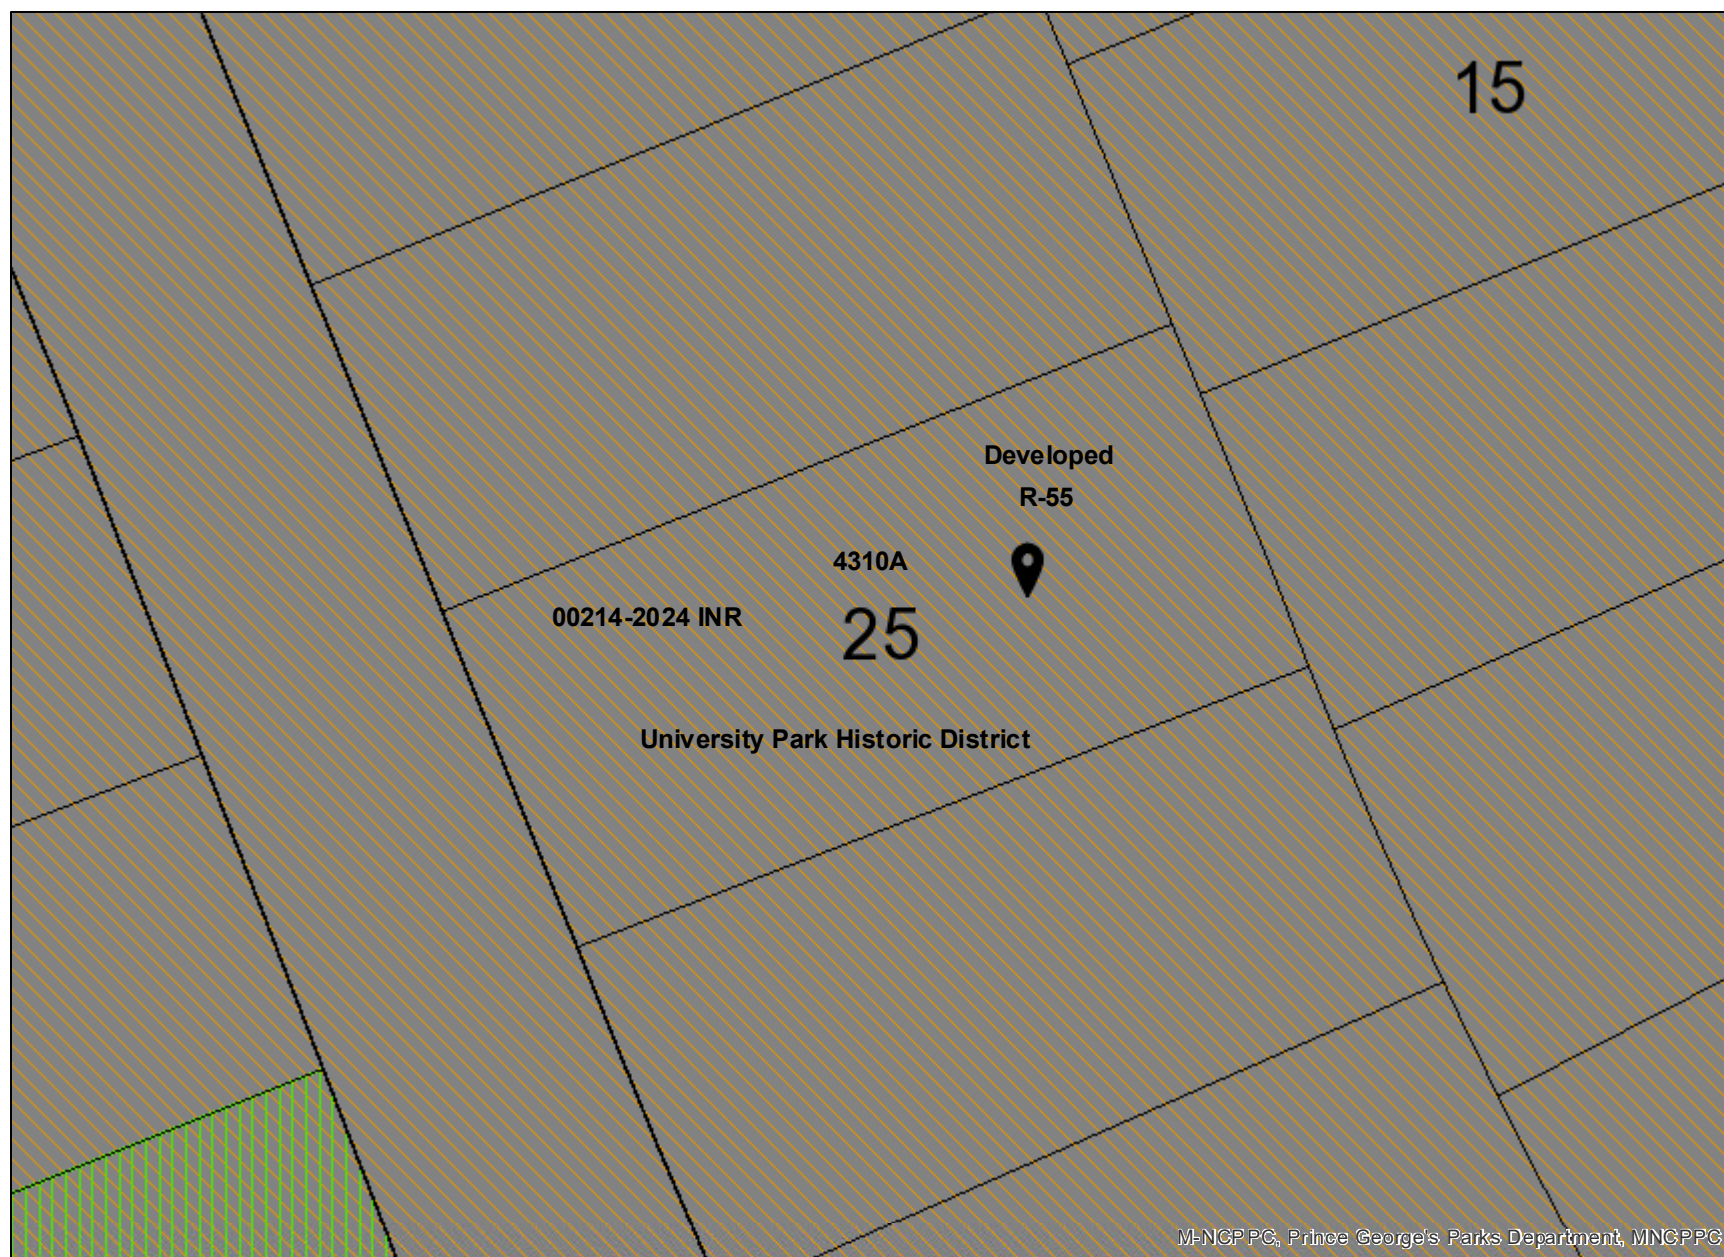 15
Developed
R-55
4310A
00214-2024 INR
25
University Park Historic District
M-NCPPC, Prince George's Parks Department, MNCPPC